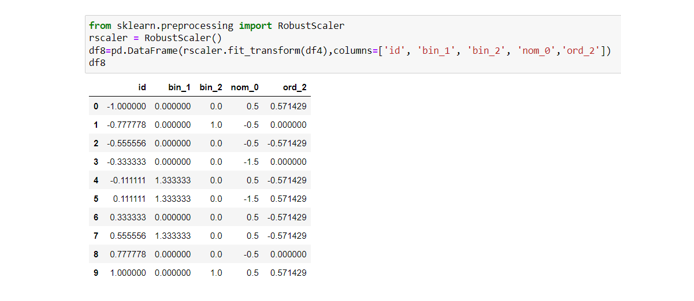 from sklearn.preprocessing import RobustScaler
rscaler = RobustScaler()
df8=pd.DataFrame(rscaler.fit_transform(df4),columns=['id', 'bin_1', 'bin_2', 'nom_0','ord_2'])
df8
id bin_1 bin_2 nom_0 ord_2
0 -1.000000 0.000000 0.0 0.5 0.571429
1 -0.777778 0.000000 1.0 -0.5 0.000000
2 -0.555556 0.000000 0.0 -0.5 -0.571429
3 -0.333333 0.000000 0.0 -1.5 0.000000
4 -0.111111 1.333333 0.0 0.5 -0.571429
5 0.111111 1.333333 0.0 -1.5 0.571429
6 0.333333 0.000000 0.0 0.5 -0.571429
7 0.555556 1.333333 0.0 0.5 -0.571429
8 0.777778 0.000000 0.0 -0.5 0.000000
9 1.000000 0.000000 1.0 0.5 0.571429